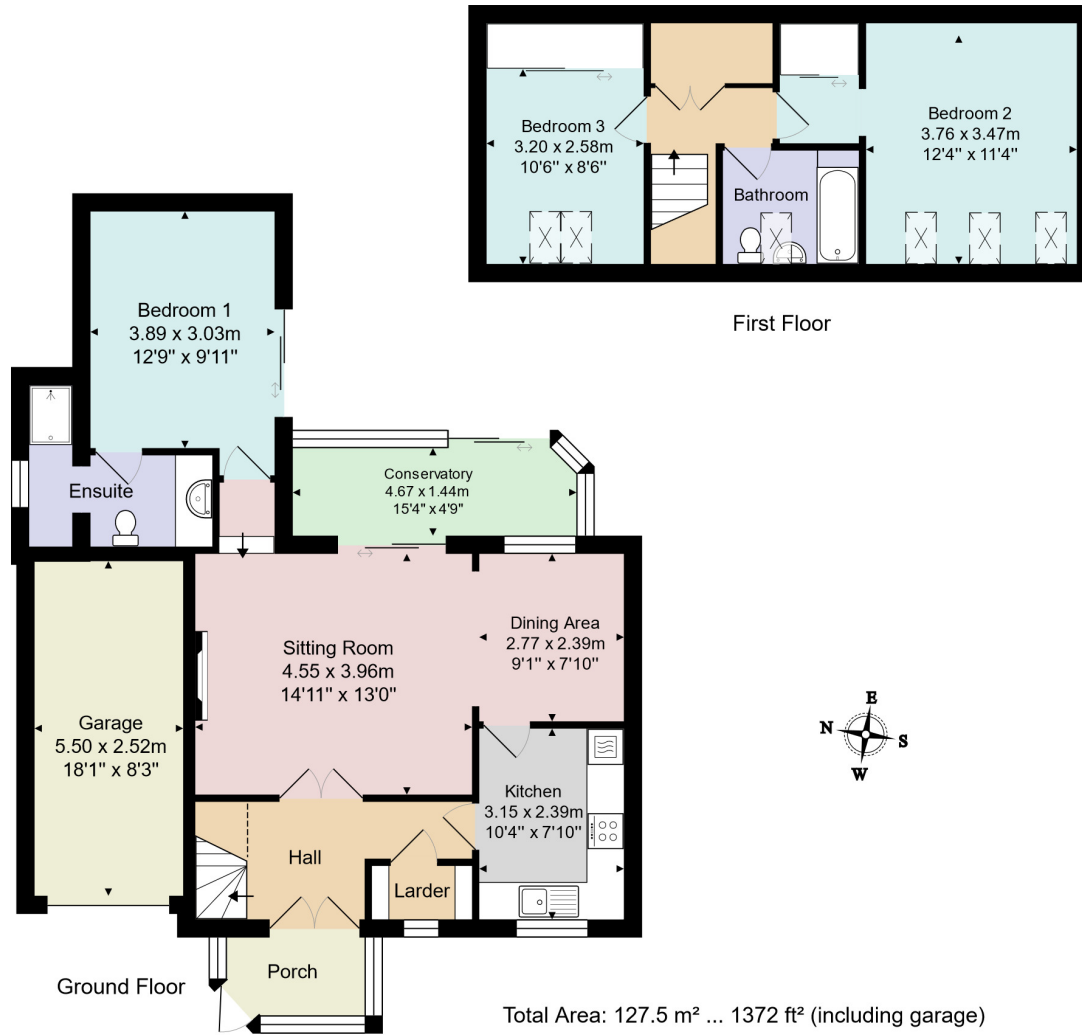 Bedroom 3
3.20 x 2.58m
10'6" x 8'6"
Bedroom 2
3.76 x 3.47m
12'4" x 11'4"
Bathroom
First Floor
Bedroom 1
3.89 x 3.03m
12'9" x 9'11"
Ensuite
Conservatory
4.67 x 1.44m
15'4" x 4'9"
Sitting Room
4.55 x 3.96m
14'11" x 13'0"
Dining Area
2.77 x 2.39m
9'1" x 7'10"
Garage
5.50 x 2.52m
18'1" x 8'3"
Kitchen
3.15 x 2.39m
10'4" x 7'10"
Hall
Larder
Porch
Ground Floor
E
N
S
W
Total Area: 127.5 m² ... 1372 ft² (including garage)